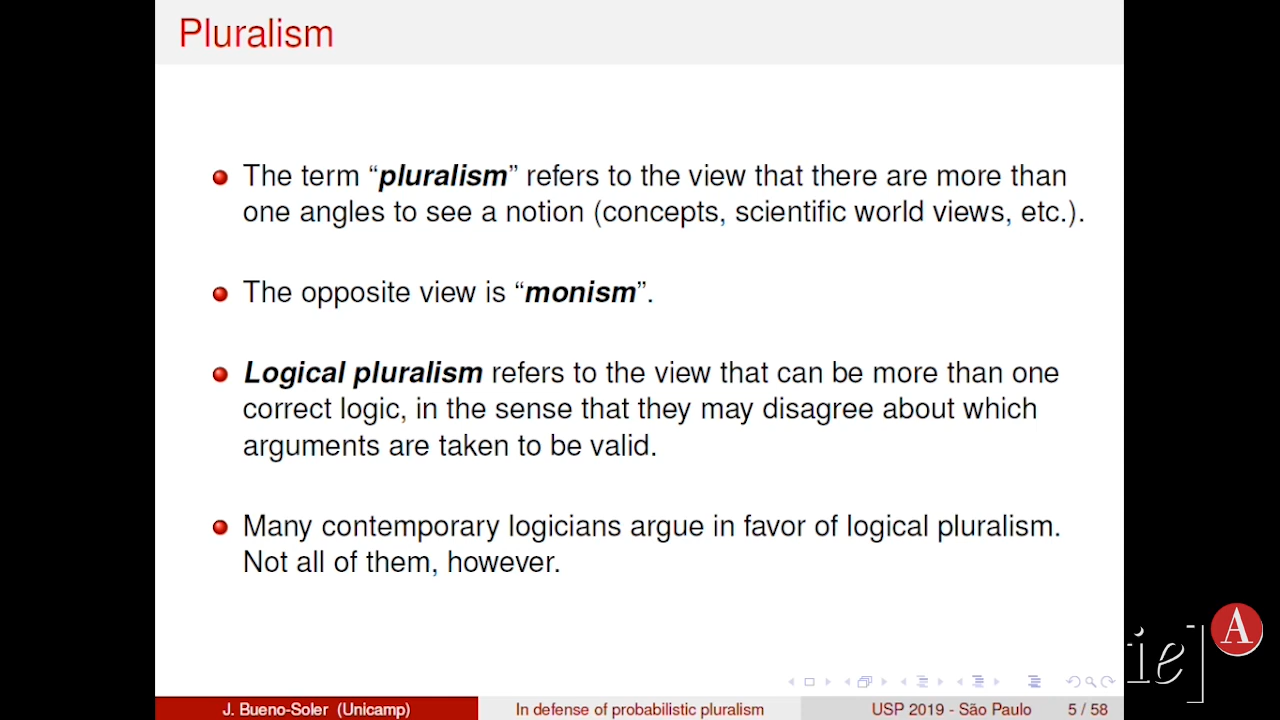 Pluralism
The term “pluralism” refers to the view that there are more than
one angles to see a notion (concepts, scientific world views, etc.).
The opposite view is “monism”.
Logical pluralism refers to the view that can be more than one
correct logic, in the sense that they may disagree about which
arguments are taken to be valid.
Many contemporary logicians argue in favor of logical pluralism.
Not all of them, however.
A
ie]
J. Bueno-Soler (Unicamp) In defense of probabilistic pluralism USP 2019 - São Paulo 5 / 58